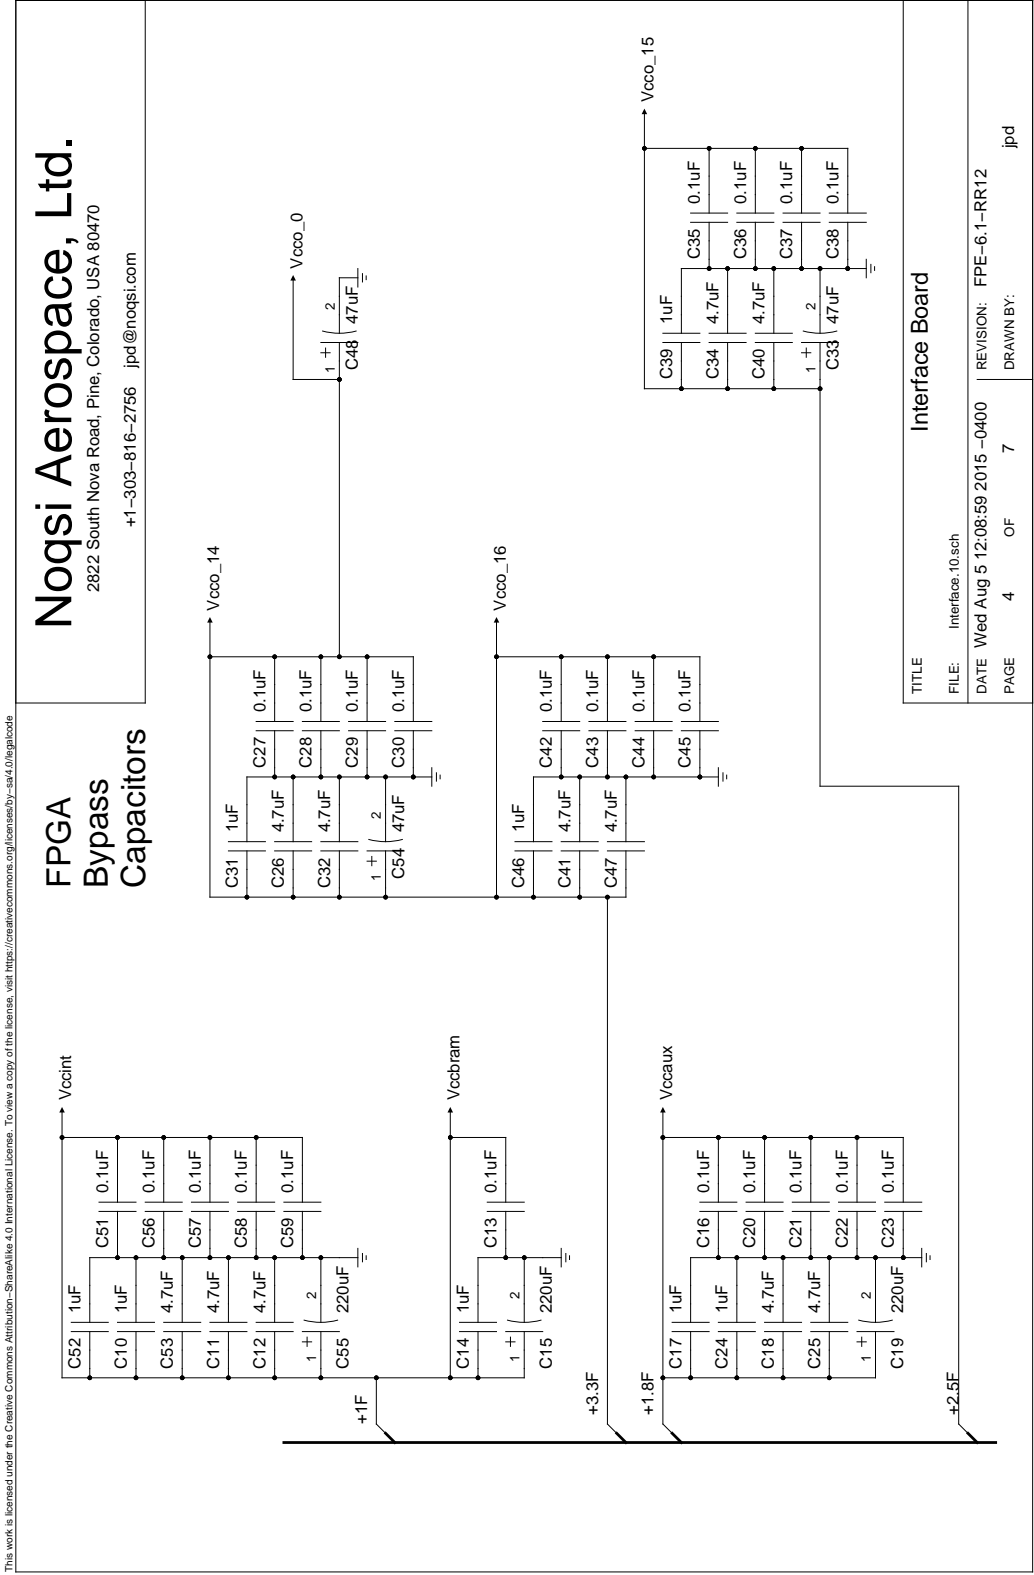 This work is licensed under the Creative Commons Attribution−ShareAlike 4.0 International License. To view a copy of the license, visit https://creativecommons.org/licenses/by−sa/4.0/legalcode
FPGA
Bypass
Capacitors
Noqsi Aerospace, Ltd.
2822 South Nova Road, Pine, Colorado, USA 80470
+1−303−816−2756 jpd@noqsi.com
Vccint
C52 1uF
C51 0.1uF
C10 1uF
C56 0.1uF
C53 4.7uF
C57 0.1uF
C11 4.7uF
C58 0.1uF
C12 4.7uF
C59 0.1uF
1 + 2
C55 220uF
+1F
Vccbram
C14 1uF
C13 0.1uF
1 + 2
C15 220uF
+3.3F
+1.8F
Vccaux
C17 1uF
C16 0.1uF
C24 1uF
C20 0.1uF
C18 4.7uF
C21 0.1uF
C25 4.7uF
C22 0.1uF
1 + 2
C19 220uF
C23 0.1uF
+2.5F
Vcco_14
C31 1uF
C27 0.1uF
C26 4.7uF
C28 0.1uF
C32 4.7uF
C29 0.1uF
1 + 2
C54 47uF
C30 0.1uF
Vcco_16
C46 1uF
C42 0.1uF
C41 4.7uF
C43 0.1uF
C47 4.7uF
C44 0.1uF
C45 0.1uF
Vcco_0
1 + 2
C48 47uF
Vcco_15
C39 1uF
C35 0.1uF
C34 4.7uF
C36 0.1uF
C40 4.7uF
C37 0.1uF
1 + 2
C33 47uF
C38 0.1uF
TITLE
Interface Board
FILE: Interface.10.sch
DATE Wed Aug 5 12:08:59 2015 −0400
REVISION: FPE−6.1−RR12
PAGE 4 OF 7
DRAWN BY: jpd